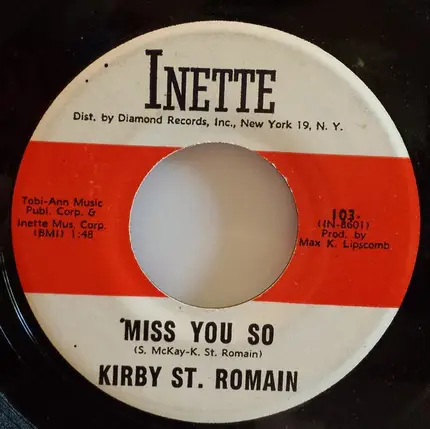 INETTE
Dist. by Diamond Records, Inc., New York 19, N. Y.
Tobi-Ann Music
Publ. Corp. &
Inette Mus. Corp.
(BMI) 1:48
103
(IN-8601)
Prod. by
Max K. Lipscomb
MISS YOU SO
(S. McKay-K. St. Romain)
KIRBY ST. ROMAIN